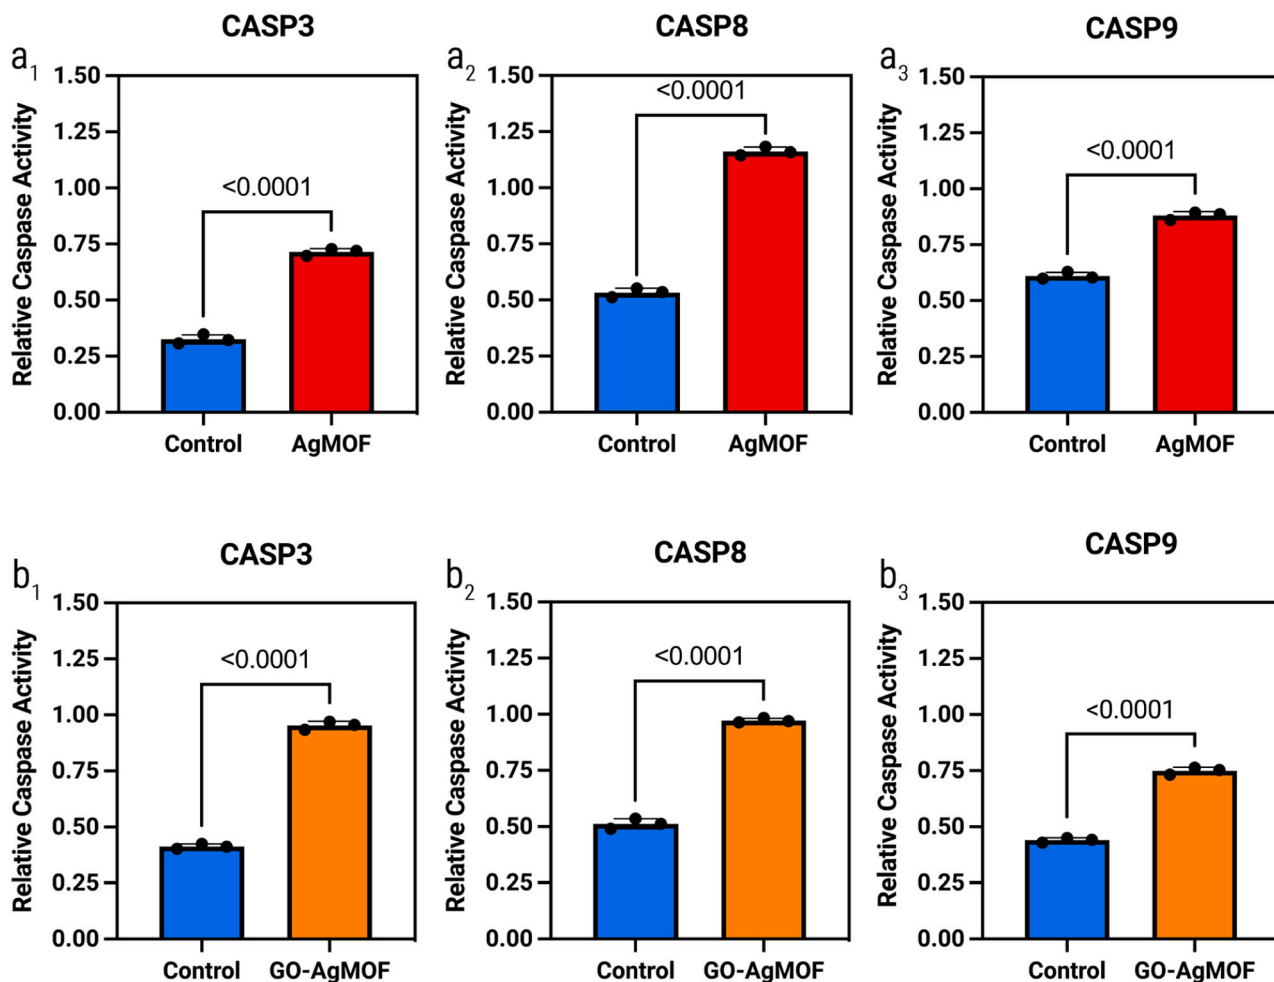 CASP3
CASP8
CASP9
a1
a2
a3
Relative Caspase Activity
1.50
1.25
1.00
0.75
0.50
0.25
0.00
<0.0001
Control
AgMOF
Relative Caspase Activity
1.50
1.25
1.00
0.75
0.50
0.25
0.00
<0.0001
Control
AgMOF
Relative Caspase Activity
1.50
1.25
1.00
0.75
0.50
0.25
0.00
<0.0001
Control
AgMOF
CASP3
CASP8
CASP9
b1
b2
b3
Relative Caspase Activity
1.50
1.25
1.00
0.75
0.50
0.25
0.00
<0.0001
Control
GO-AgMOF
Relative Caspase Activity
1.50
1.25
1.00
0.75
0.50
0.25
0.00
<0.0001
Control
GO-AgMOF
Relative Caspase Activity
1.50
1.25
1.00
0.75
0.50
0.25
0.00
<0.0001
Control
GO-AgMOF